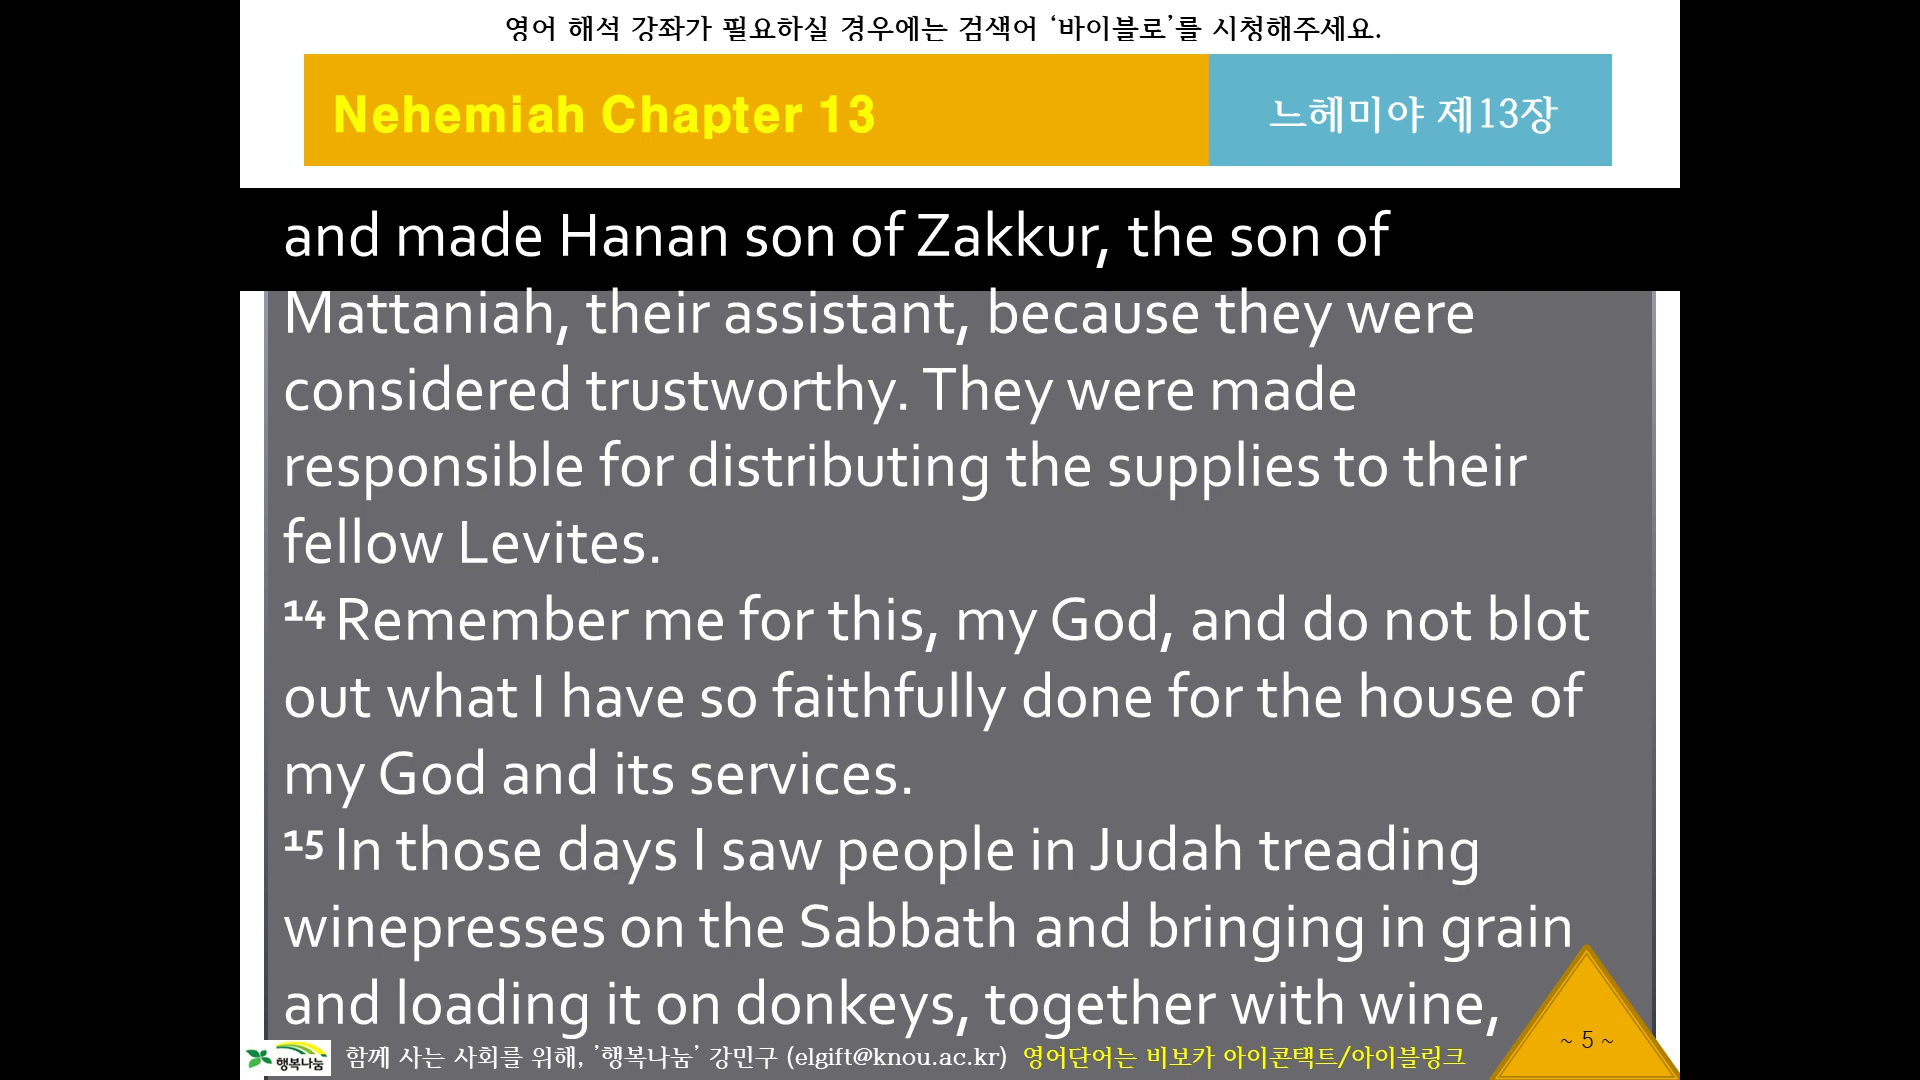 영어 해석 강좌가 필요하실 경우에는 검색어 ‘바이블로’를 시청해주세요.
Nehemiah Chapter 13
느헤미야 제13장
and made Hanan son of Zakkur, the son of
Mattaniah, their assistant, because they were
considered trustworthy. They were made
responsible for distributing the supplies to their
fellow Levites.
14 Remember me for this, my God, and do not blot
out what I have so faithfully done for the house of
my God and its services.
15 In those days I saw people in Judah treading
winepresses on the Sabbath and bringing in grain
and loading it on donkeys, together with wine,
~ 5 ~
행복나눔
함께 사는 사회를 위해, ’행복나눔’ 강민구 (elgift@knou.ac.kr) 영어단어는 비보카 아이콘택트/아이블링크